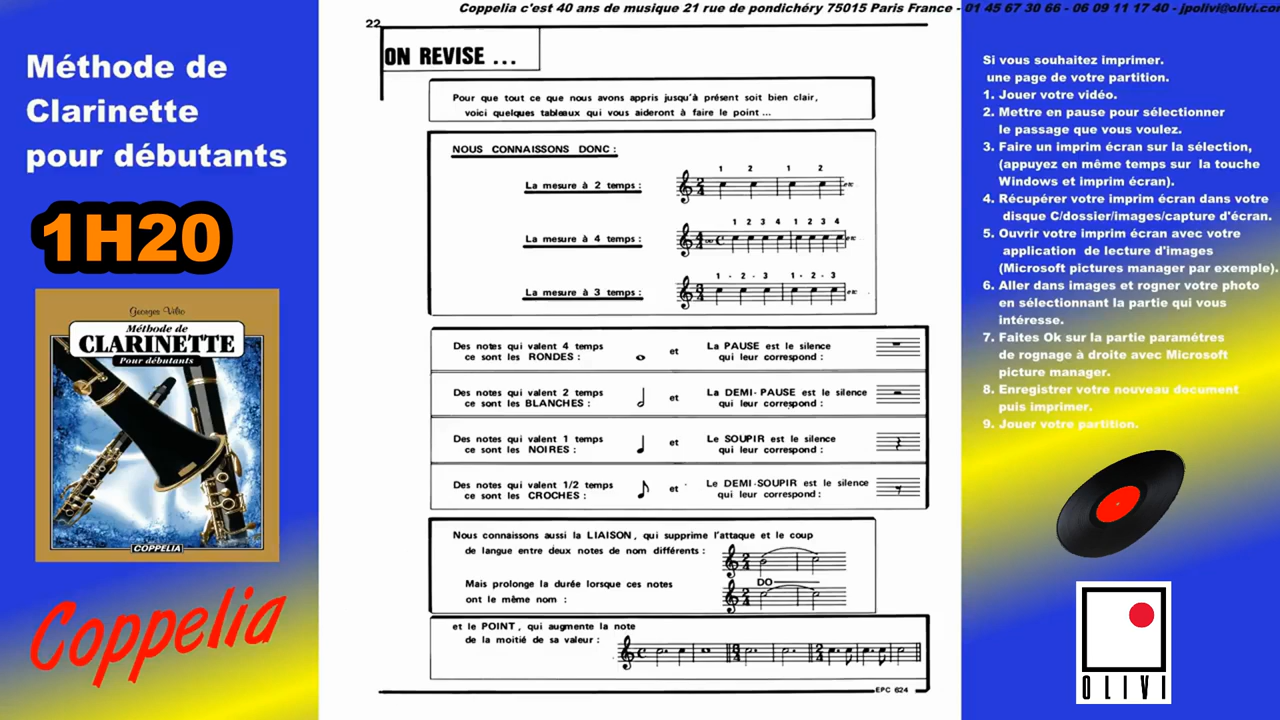 Coppelia c'est 40 ans de musique 21 rue de pondichéry 75015 Paris France - 01 45 67 30 66 - 06 09 11 17 40 - jpolivi@olivi.com
Méthode de
Clarinette
pour débutants
1H20
Georges Vilro
Méthode de
CLARINETTE
Pour débutants
COPPELIA
Coppelia
22
ON REVISE ...
Pour que tout ce que nous avons appris jusqu'à présent soit bien clair,
voici quelques tableaux qui vous aideront à faire le point ...
NOUS CONNAISSONS DONC :
1 2 1 2
La mesure à 2 temps : etc
1 2 3 4 1 2 3 4
La mesure à 4 temps : ou etc
1 - 2 - 3 1 - 2 - 3
La mesure à 3 temps : etc
Des notes qui valent 4 temps
ce sont les RONDES : et
La PAUSE est le silence
qui leur correspond :
Des notes qui valent 2 temps
ce sont les BLANCHES : et
La DEMI-PAUSE est le silence
qui leur correspond :
Des notes qui valent 1 temps
ce sont les NOIRES : et
Le SOUPIR est le silence
qui leur correspond :
Des notes qui valent 1/2 temps
ce sont les CROCHES : et
Le DEMI-SOUPIR est le silence
qui leur correspond :
Nous connaissons aussi la LIAISON, qui supprime l'attaque et le coup
de langue entre deux notes de nom différents :
Mais prolonge la durée lorsque ces notes
ont le même nom :
DO
et le POINT, qui augmente la note
de la moitié de sa valeur :
EPC 624
Si vous souhaitez imprimer.
une page de votre partition.
1. Jouer votre vidéo.
2. Mettre en pause pour sélectionner
le passage que vous voulez.
3. Faire un imprim écran sur la sélection,
(appuyez en même temps sur la touche
Windows et imprim écran).
4. Récupérer votre imprim écran dans votre
disque C/dossier/images/capture d'écran.
5. Ouvrir votre imprim écran avec votre
application de lecture d'images
(Microsoft pictures manager par exemple).
6. Aller dans images et rogner votre photo
en sélectionnant la partie qui vous
intéresse.
7. Faites Ok sur la partie paramétres
de rognage à droite avec Microsoft
picture manager.
8. Enregistrer votre nouveau document
puis imprimer.
9. Jouer votre partition.
OLIVI